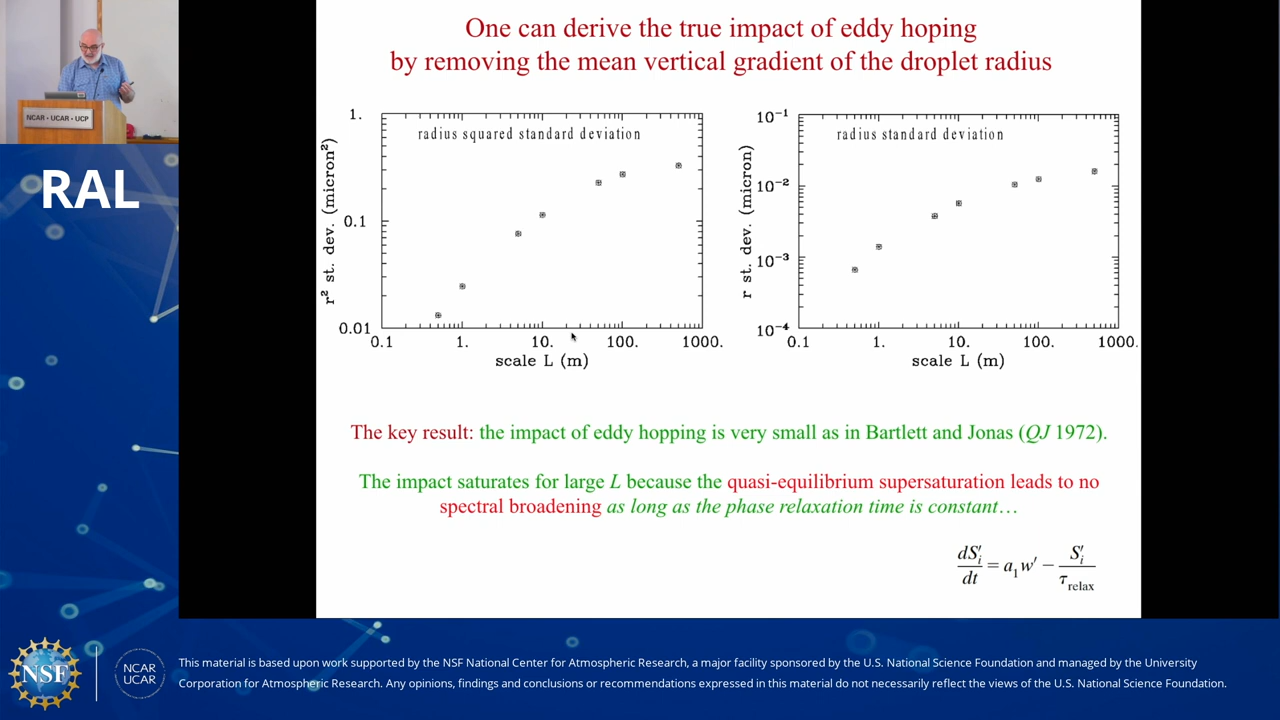 One can derive the true impact of eddy hoping
by removing the mean vertical gradient of the droplet radius
NCAR • UCAR • UCP
RAL
radius squared standard deviation
r² st. dev. (micron²)
1.
0.1
0.01
0.1 1. 10. 100. 1000.
scale L (m)
radius standard deviation
r st. dev. (micron)
10⁻¹
10⁻²
10⁻³
10⁻⁴
0.1 1. 10. 100. 1000.
scale L (m)
The key result: the impact of eddy hopping is very small as in Bartlett and Jonas (QJ 1972).
The impact saturates for large L because the quasi-equilibrium supersaturation leads to no
spectral broadening as long as the phase relaxation time is constant…
dS′ᵢ/dt = a₁w′ − S′ᵢ/τ_relax
NSF
NCAR
UCAR
This material is based upon work supported by the NSF National Center for Atmospheric Research, a major facility sponsored by the U.S. National Science Foundation and managed by the University
Corporation for Atmospheric Research. Any opinions, findings and conclusions or recommendations expressed in this material do not necessarily reflect the views of the U.S. National Science Foundation.